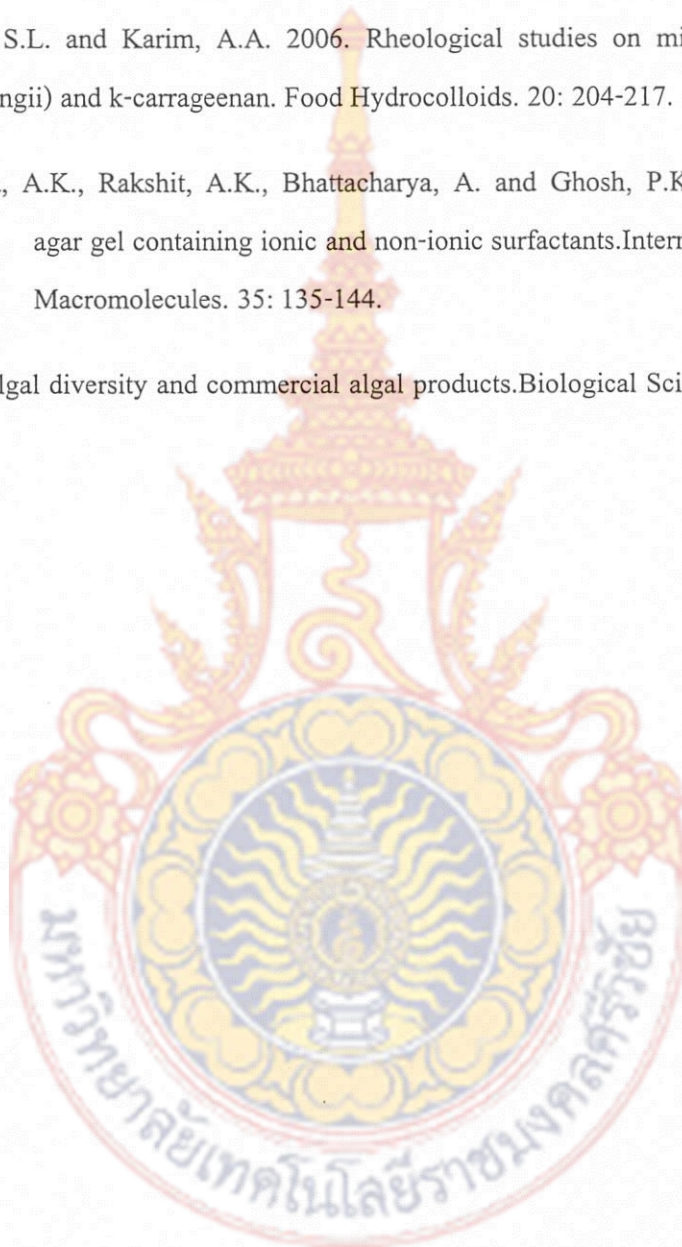 S.L. and Karim, A.A. 2006. Rheological studies on mi
ngii) and k-carrageenan. Food Hydrocolloids. 20: 204-217.
., A.K., Rakshit, A.K., Bhattacharya, A. and Ghosh, P.K
agar gel containing ionic and non-ionic surfactants.Intern
Macromolecules. 35: 135-144.
lgal diversity and commercial algal products.Biological Sci
มหาวิทยาลัยเทคโนโลยีราชมงคลศรีวิชัย